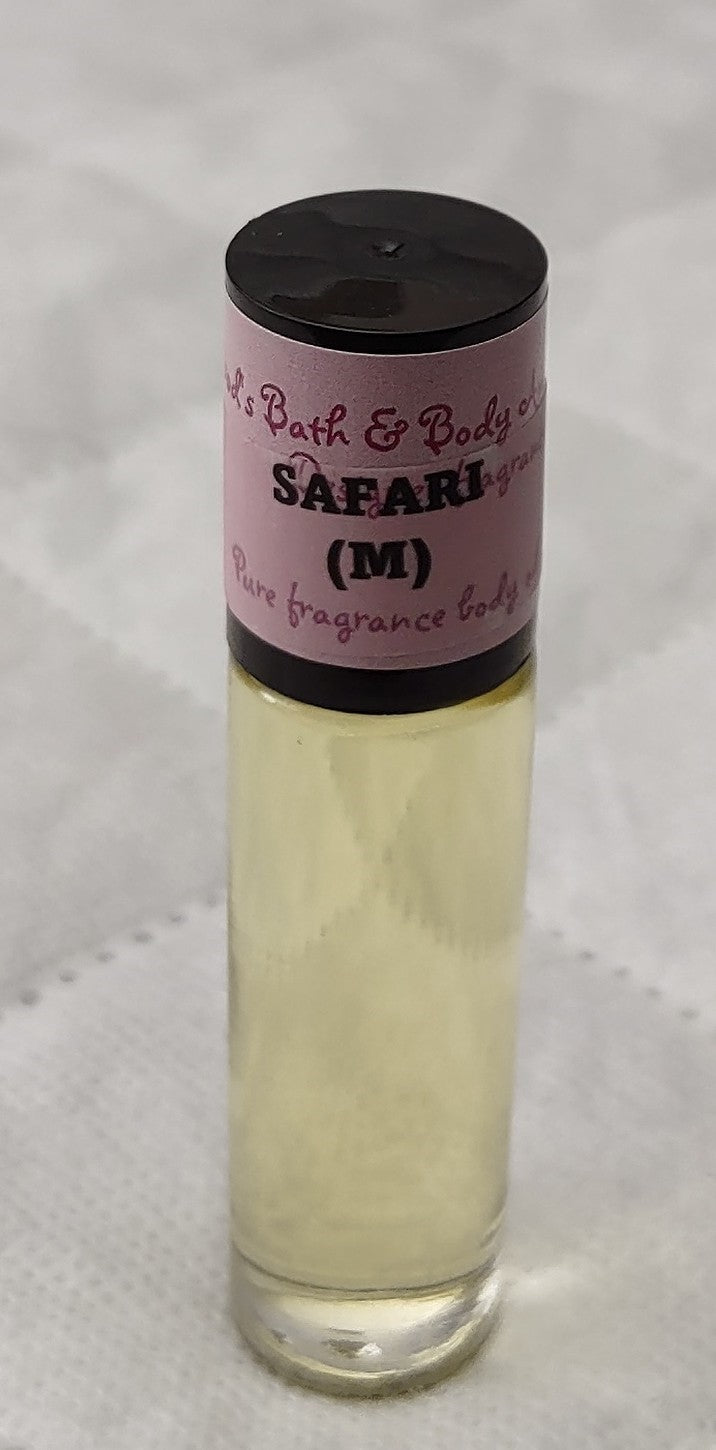 Bath & Body
SAFARI
(M)
Pure fragrance body